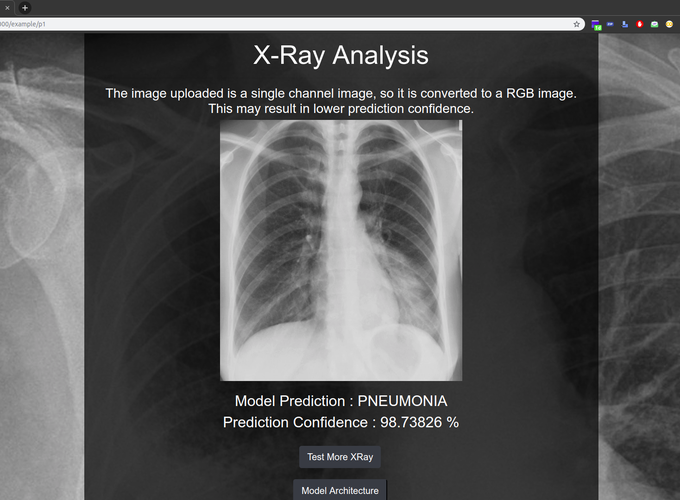 00/example/p1
X-Ray Analysis
The image uploaded is a single channel image, so it is converted to a RGB image.
This may result in lower prediction confidence.
Model Prediction : PNEUMONIA
Prediction Confidence : 98.73826 %
Test More XRay
Model Architecture